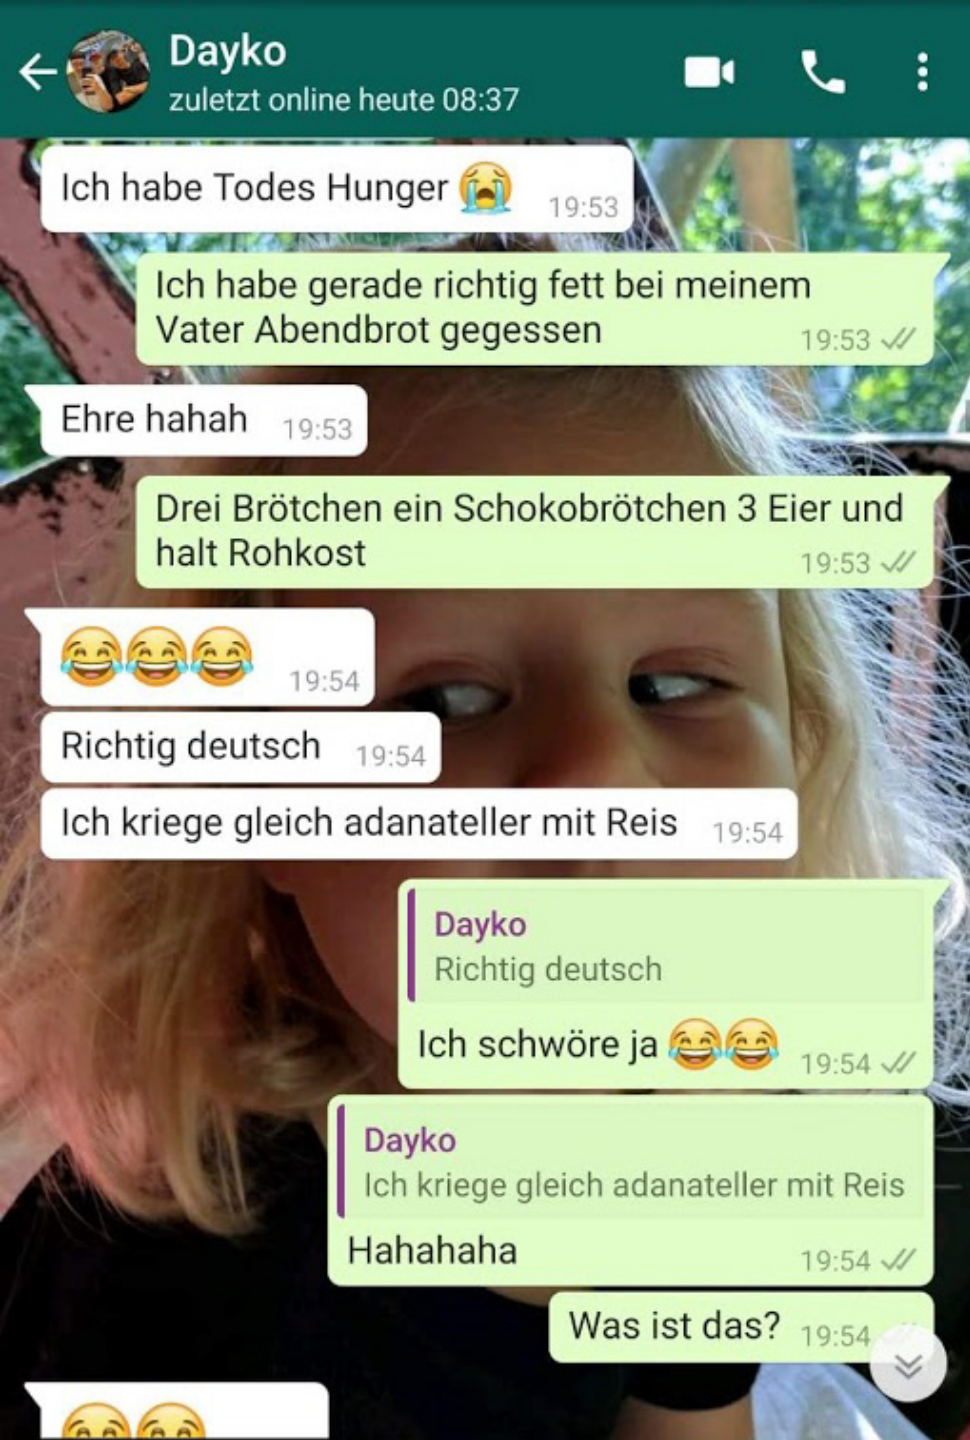 Dayko
zuletzt online heute 08:37
Ich habe Todes Hunger 😭 19:53
Ich habe gerade richtig fett bei meinem
Vater Abendbrot gegessen 19:53
Ehre hahah 19:53
Drei Brötchen ein Schokobrötchen 3 Eier und
halt Rohkost 19:53
😂😂😂 19:54
Richtig deutsch 19:54
Ich kriege gleich adanateller mit Reis 19:54
Dayko
Richtig deutsch
Ich schwöre ja 😂😂 19:54
Dayko
Ich kriege gleich adanateller mit Reis
Hahahaha 19:54
Was ist das? 19:54
😂😂